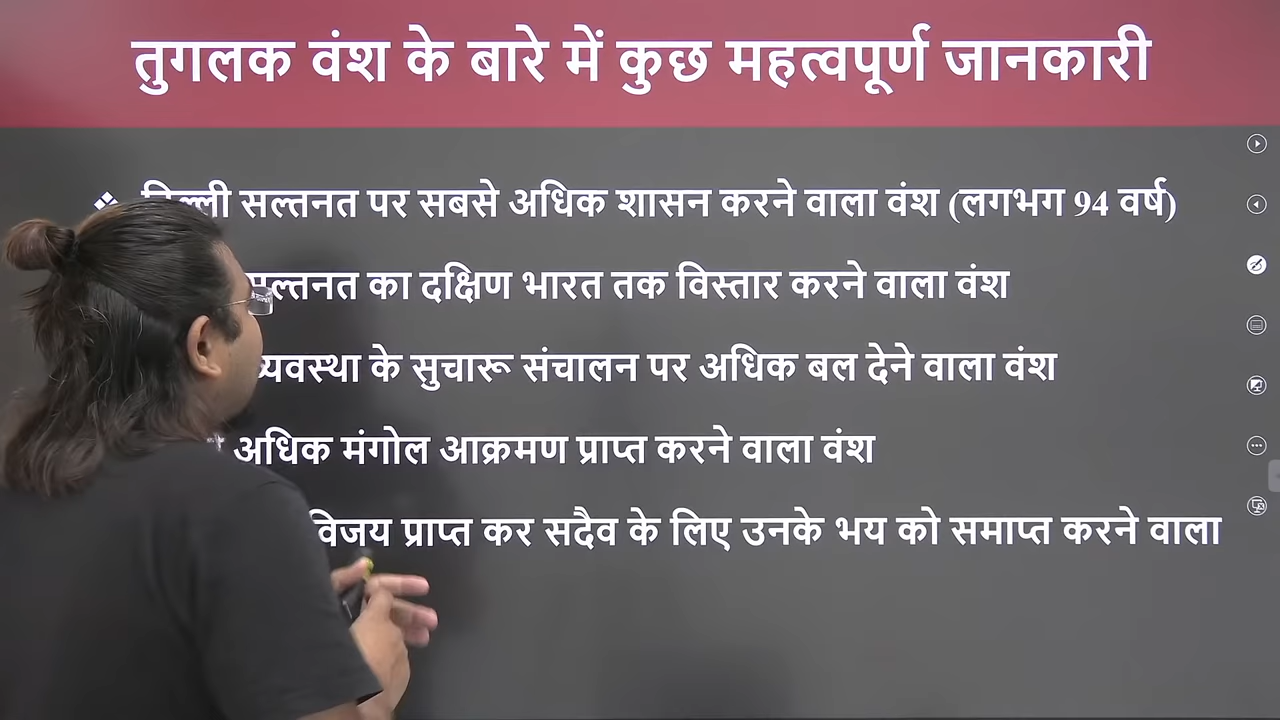 तुगलक वंश के बारे में कुछ महत्वपूर्ण जानकारी
❖ दिल्ली सल्तनत पर सबसे अधिक शासन करने वाला वंश (लगभग 94 वर्ष)
सल्तनत का दक्षिण भारत तक विस्तार करने वाला वंश
व्यवस्था के सुचारू संचालन पर अधिक बल देने वाला वंश
अधिक मंगोल आक्रमण प्राप्त करने वाला वंश
विजय प्राप्त कर सदैव के लिए उनके भय को समाप्त करने वाला